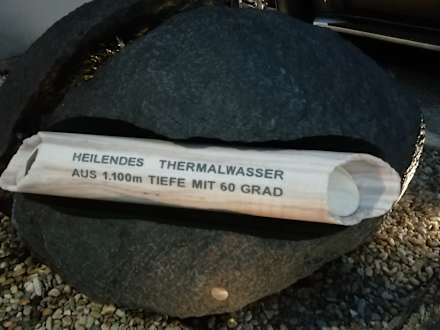 HEILENDES THERMALWASSER
AUS 1.100m TIEFE MIT 60 GRAD